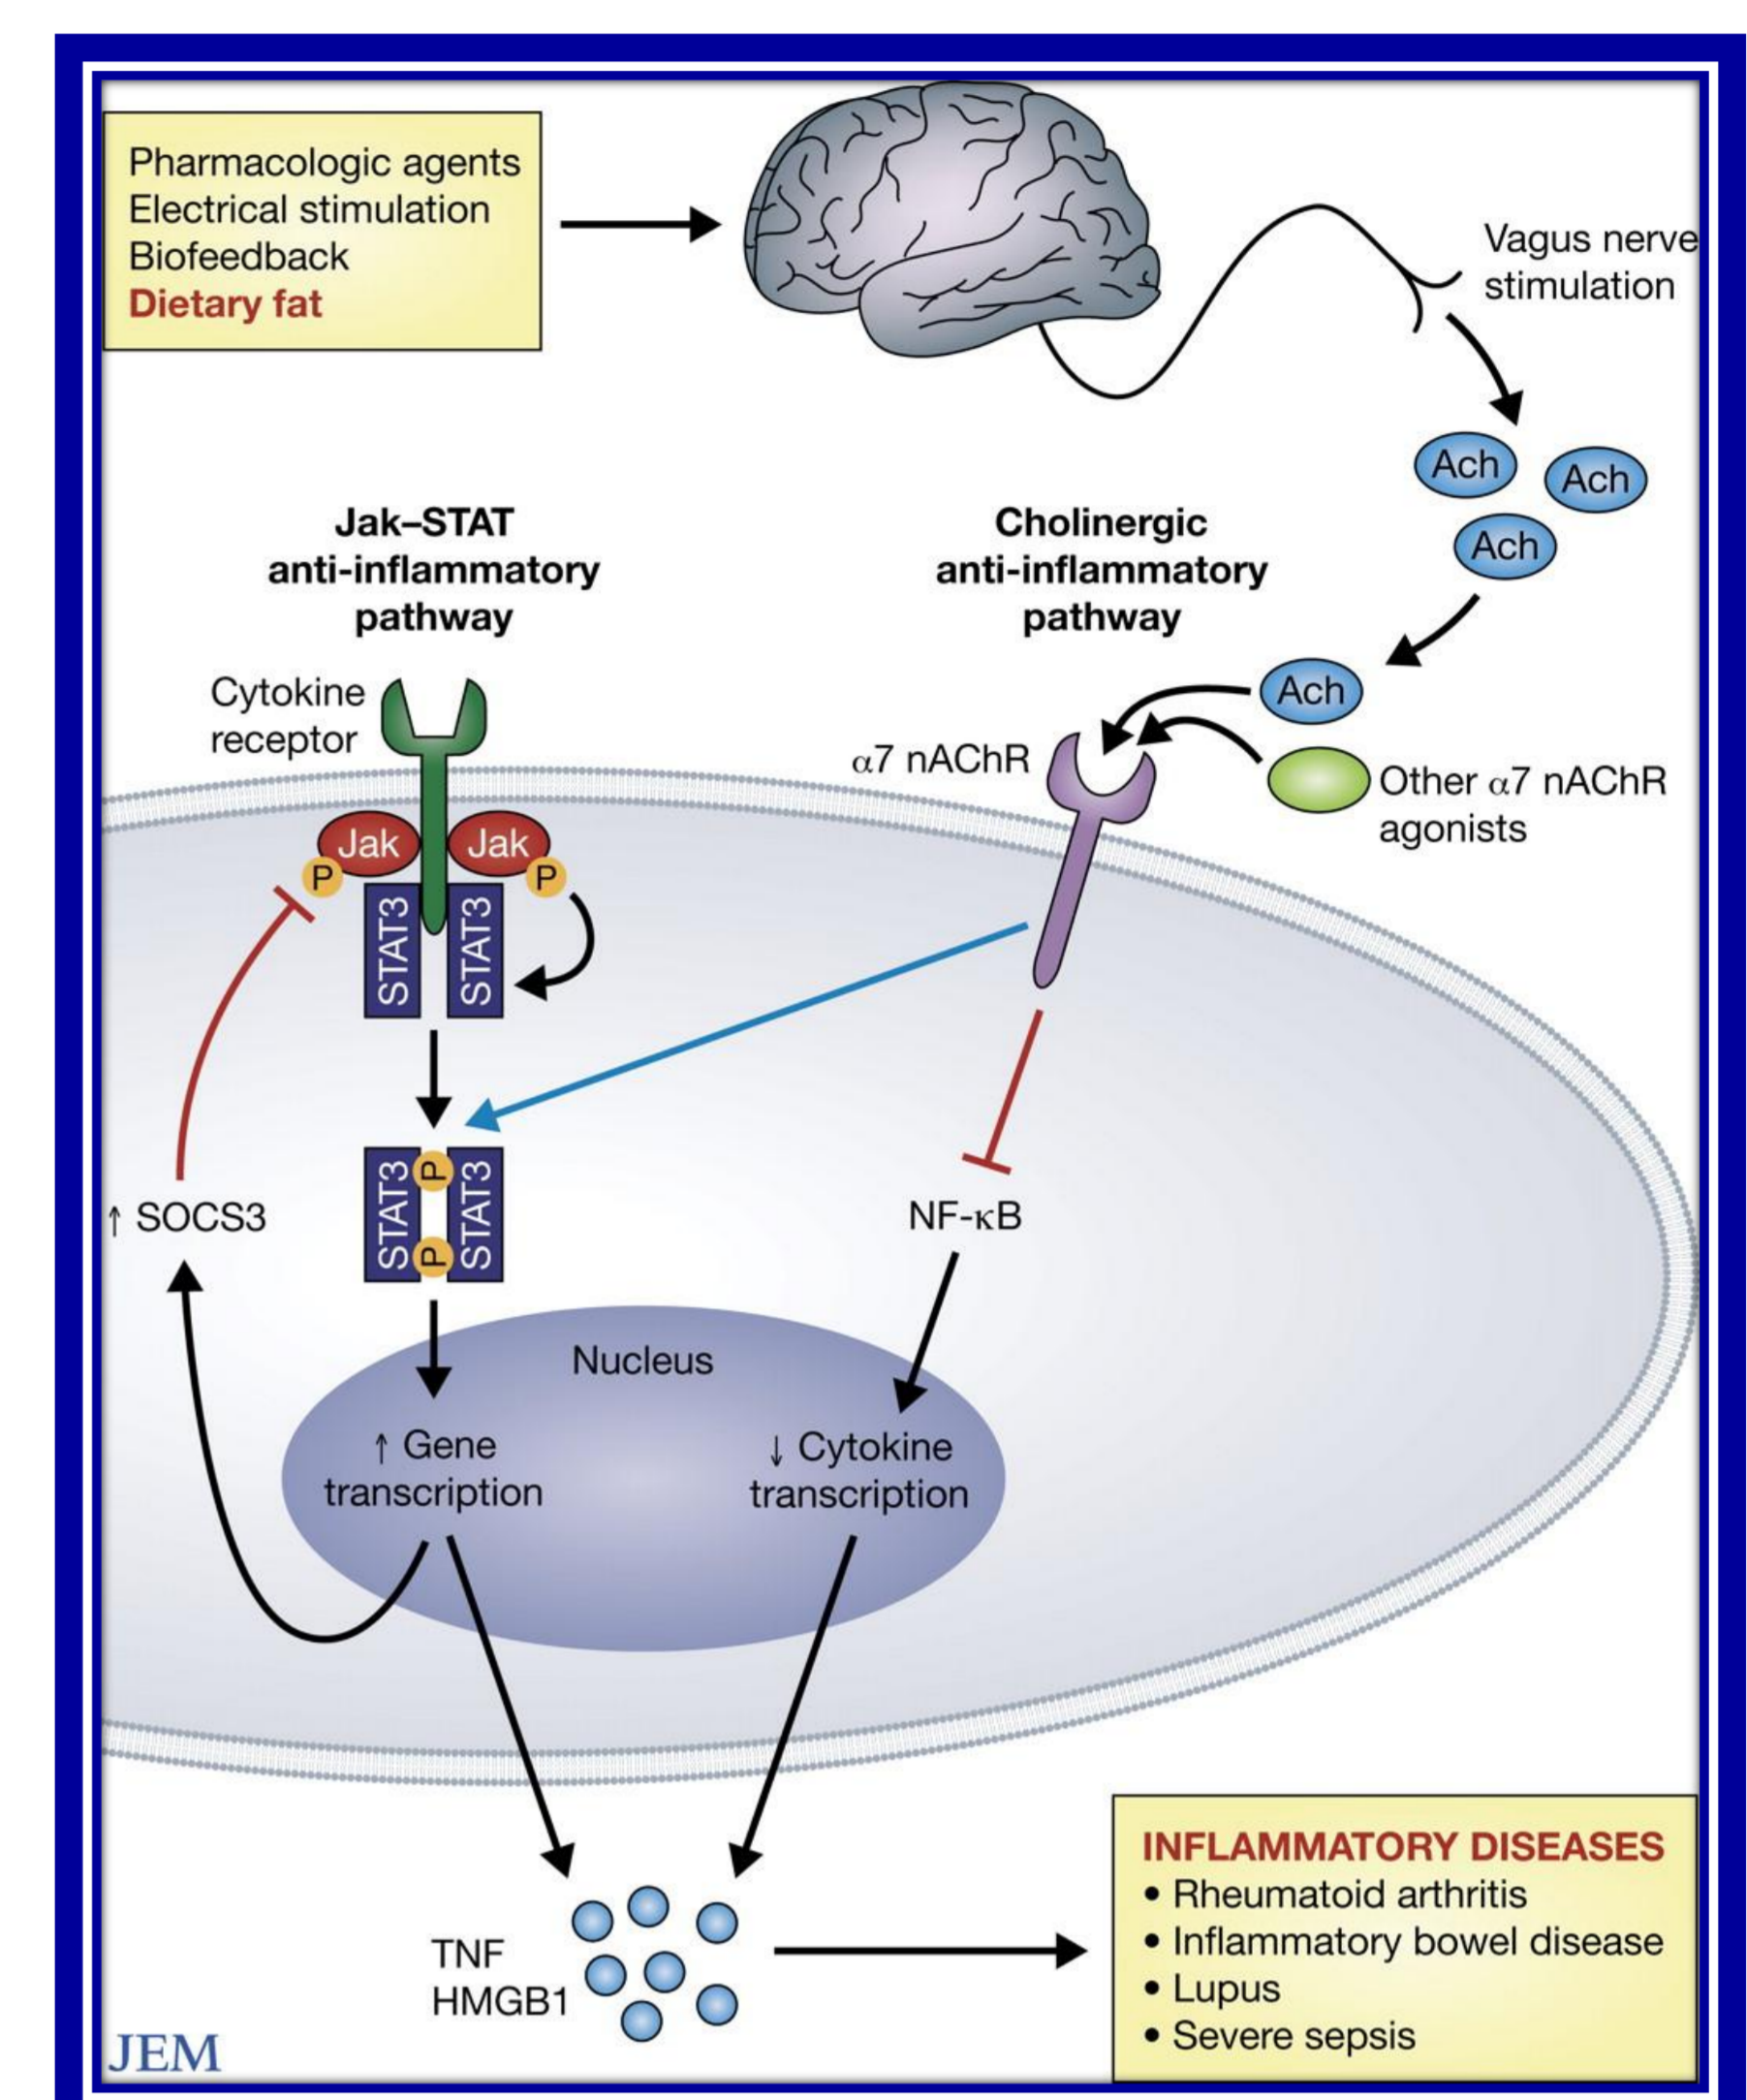 Pharmacologic agents
Electrical stimulation
Biofeedback
Dietary fat
Vagus nerve
stimulation
Ach
Ach
Ach
Jak–STAT
anti-inflammatory
pathway
Cholinergic
anti-inflammatory
pathway
Ach
Cytokine
receptor
α7 nAChR
Other α7 nAChR
agonists
Jak
Jak
P
P
STAT3
STAT3
STAT3
P
P
STAT3
↑ SOCS3
NF-κB
Nucleus
↑ Gene
transcription
↓ Cytokine
transcription
TNF
HMGB1
INFLAMMATORY DISEASES
• Rheumatoid arthritis
• Inflammatory bowel disease
• Lupus
• Severe sepsis
JEM